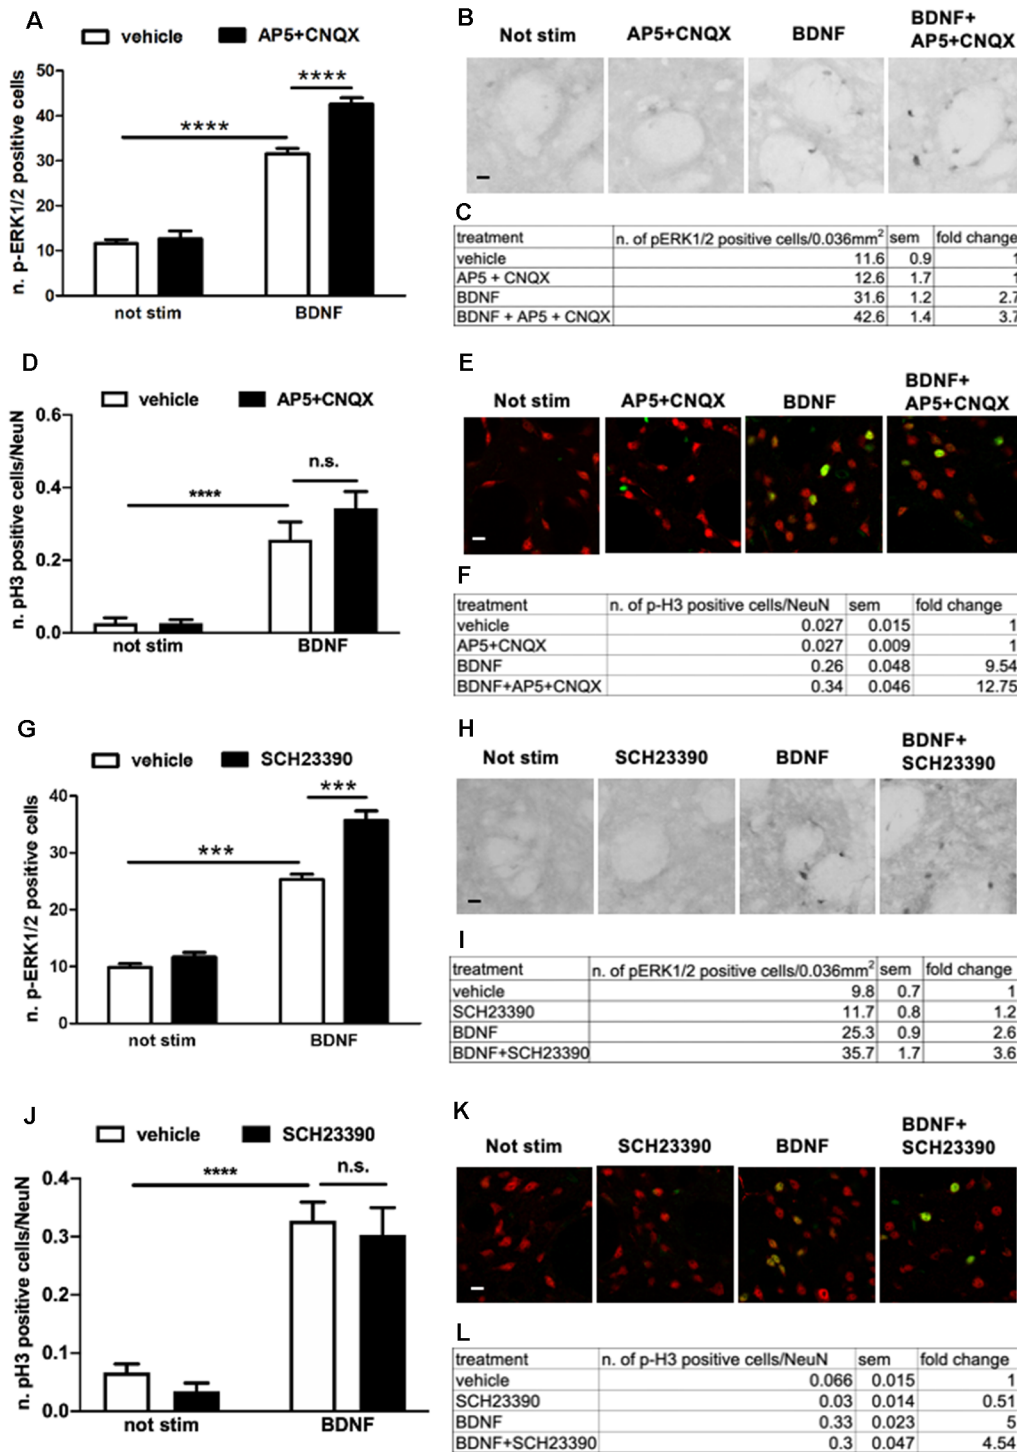 A
vehicle AP5+CNQX
n. p-ERK1/2 positive cells
50
40
30
20
10
0
****
****
not stim BDNF
B
Not stim AP5+CNQX BDNF BDNF+
AP5+CNQX
C
treatment n. of pERK1/2 positive cells/0.036mm2 sem fold change
vehicle 11.6 0.9 1
AP5 + CNQX 12.6 1.7 1
BDNF 31.6 1.2 2.7
BDNF + AP5 + CNQX 42.6 1.4 3.7
D
vehicle AP5+CNQX
n. pH3 positive cells/NeuN
0.6
0.4
0.2
0.0
n.s.
****
not stim BDNF
E
Not stim AP5+CNQX BDNF BDNF+
AP5+CNQX
F
treatment n. of p-H3 positive cells/NeuN sem fold change
vehicle 0.027 0.015 1
AP5+CNQX 0.027 0.009 1
BDNF 0.26 0.048 9.54
BDNF+AP5+CNQX 0.34 0.046 12.75
G
vehicle SCH23390
n. p-ERK1/2 positive cells
40
30
20
10
0
***
***
not stim BDNF
H
Not stim SCH23390 BDNF BDNF+
SCH23390
I
treatment n. of pERK1/2 positive cells/0.036mm2 sem fold change
vehicle 9.8 0.7 1
SCH23390 11.7 0.8 1.2
BDNF 25.3 0.9 2.6
BDNF+SCH23390 35.7 1.7 3.6
J
vehicle SCH23390
n. pH3 positive cells/NeuN
0.4
0.3
0.2
0.1
0.0
n.s.
****
not stim BDNF
K
Not stim SCH23390 BDNF BDNF+
SCH23390
L
treatment n. of p-H3 positive cells/NeuN sem fold change
vehicle 0.066 0.015 1
SCH23390 0.03 0.014 0.51
BDNF 0.33 0.023 5
BDNF+SCH23390 0.3 0.047 4.54